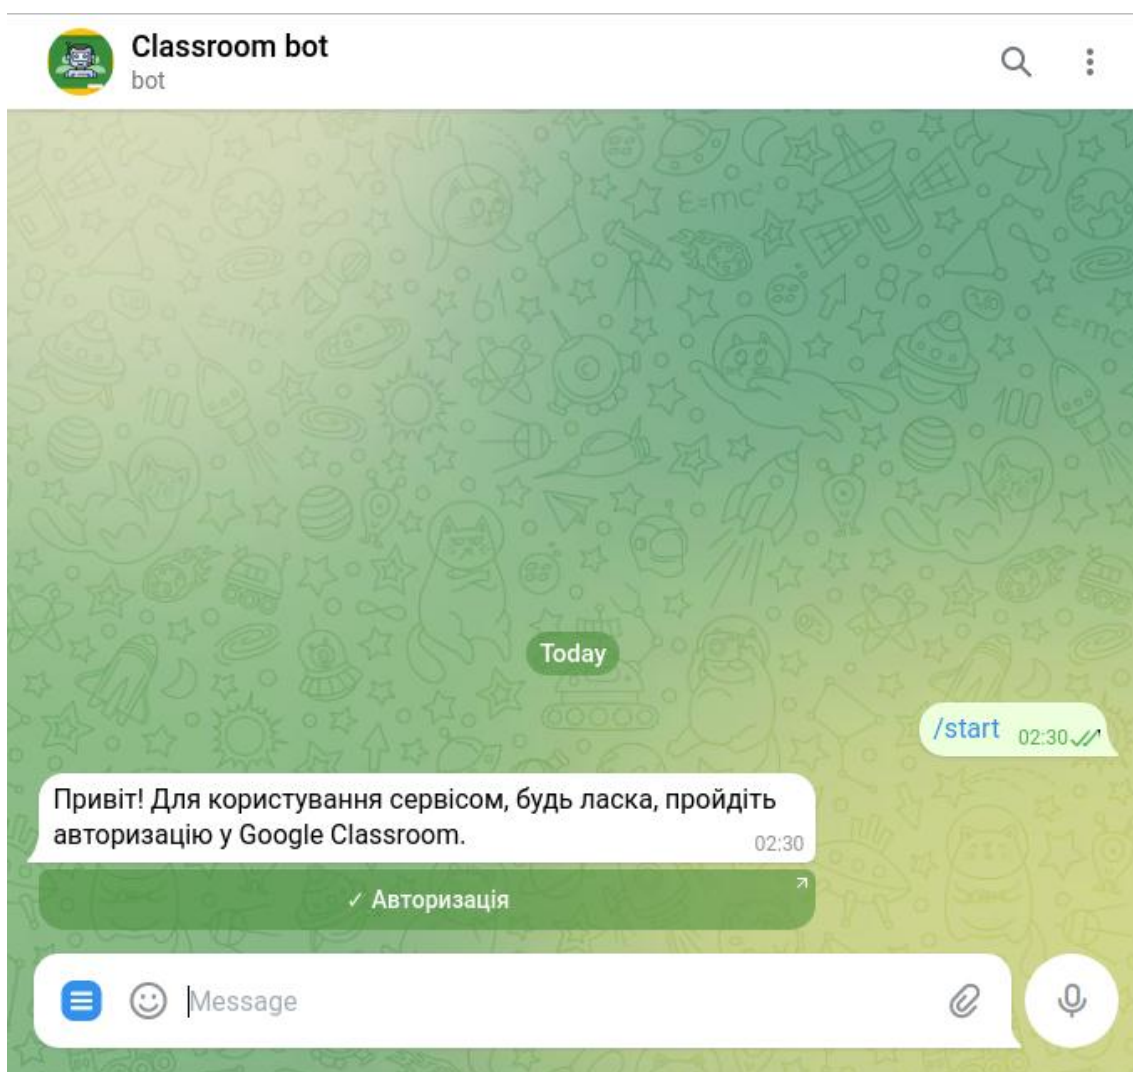 Classroom bot
bot
Today
/start 02:30
Привіт! Для користування сервісом, будь ласка, пройдіть
авторизацію у Google Classroom.
02:30
✓ Авторизація
Message